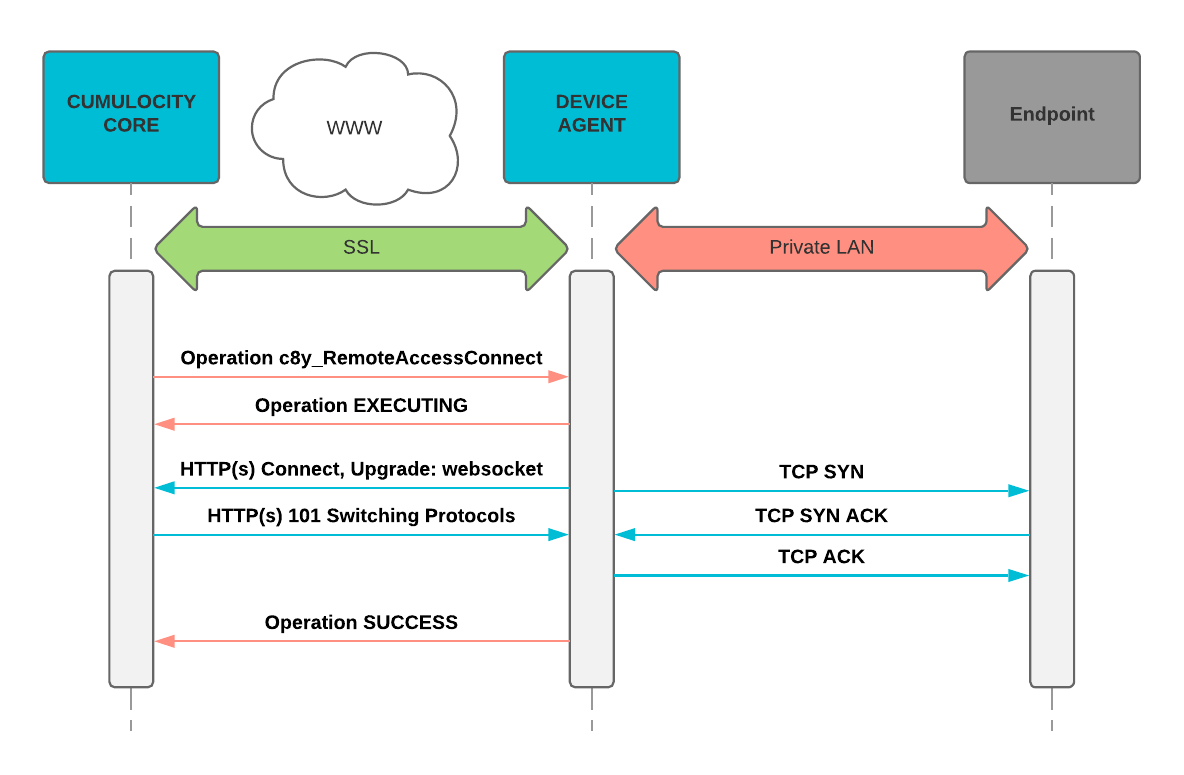 CUMULOCITY
CORE
WWW
DEVICE
AGENT
Endpoint
SSL
Private LAN
Operation c8y_RemoteAccessConnect
Operation EXECUTING
HTTP(s) Connect, Upgrade: websocket
TCP SYN
HTTP(s) 101 Switching Protocols
TCP SYN ACK
TCP ACK
Operation SUCCESS